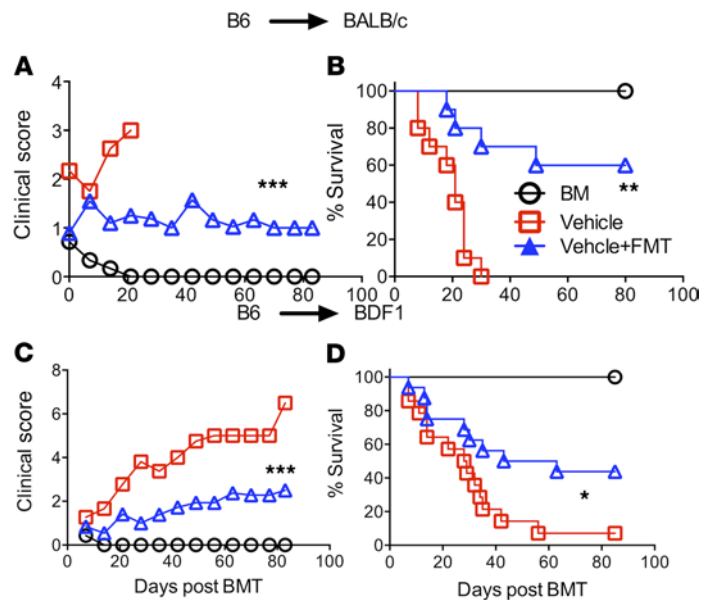 B6 BALB/c
A B
Clinical score
4
3
2
1
0
0 20 40 60 80 100
***
% Survival
100
80
60
40
20
0
0 20 40 60 80 100
**
BM
Vehicle
Vehcle+FMT
B6 BDF1
C D
Clinical score
8
6
4
2
0
0 20 40 60 80 100
***
Days post BMT
% Survival
100
80
60
40
20
0
0 20 40 60 80 100
*
Days post BMT